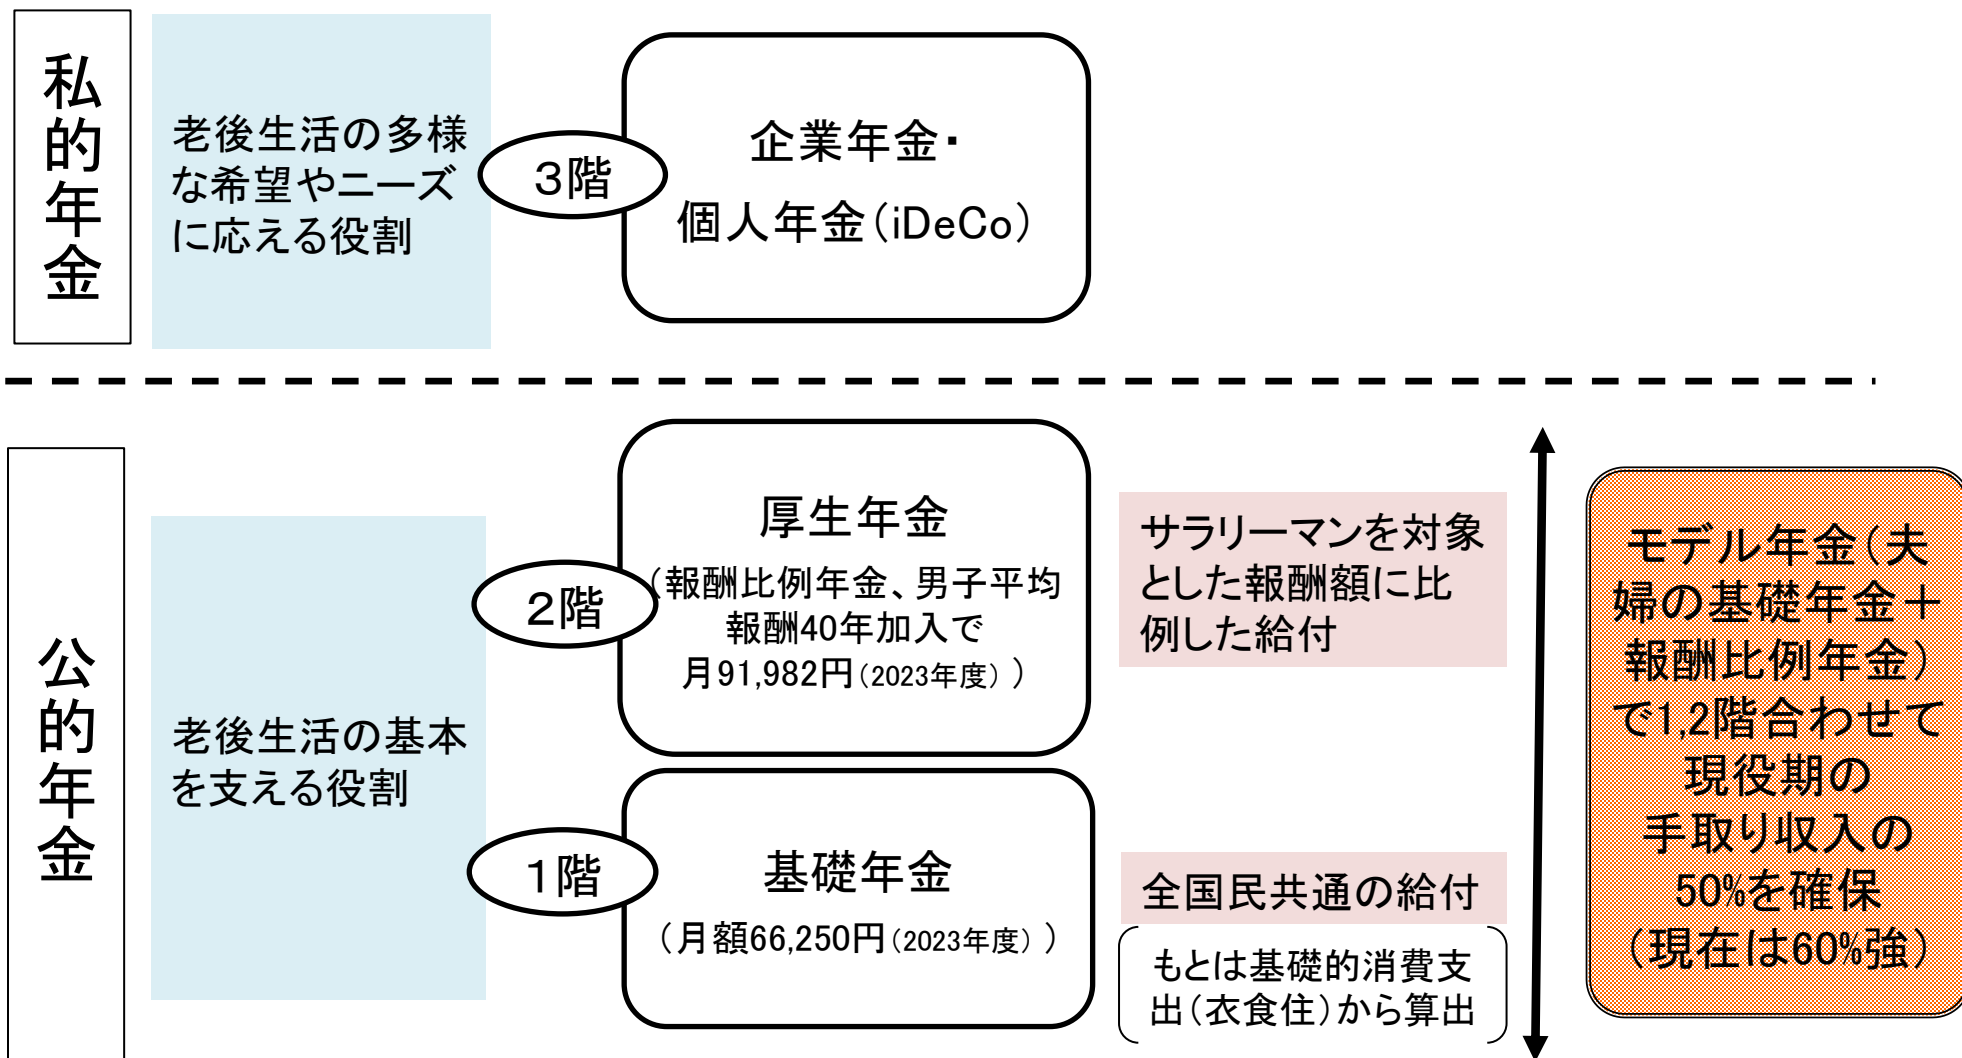 私的年金
老後生活の多様
な希望やニーズ
に応える役割
３階
企業年金・
個人年金（iDeCo）
公的年金
老後生活の基本
を支える役割
２階
厚生年金
（報酬比例年金、男子平均
報酬40年加入で
月91,982円（2023年度））
サラリーマンを対象
とした報酬額に比
例した給付
１階
基礎年金
（月額66,250円（2023年度））
全国民共通の給付
もとは基礎的消費支
出（衣食住）から算出
モデル年金（夫
婦の基礎年金＋
報酬比例年金）
で1,2階合わせて
現役期の
手取り収入の
50%を確保
（現在は60%強）